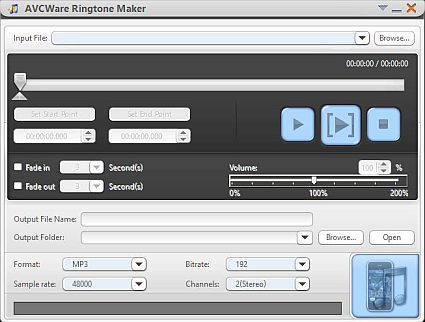 AVCWare Ringtone Maker
Input File: Browse...
00:00:00 / 00:00:00
Set Start Point Set End Point
00:00:00.000 00:00:00.000
Fade in 3 Second(s) Volume: 100 %
Fade out 3 Second(s)
0% 100% 200%
Output File Name:
Output Folder: Browse... Open
Format: MP3 Bitrate: 192
Sample rate: 48000 Channels: 2(Stereo)